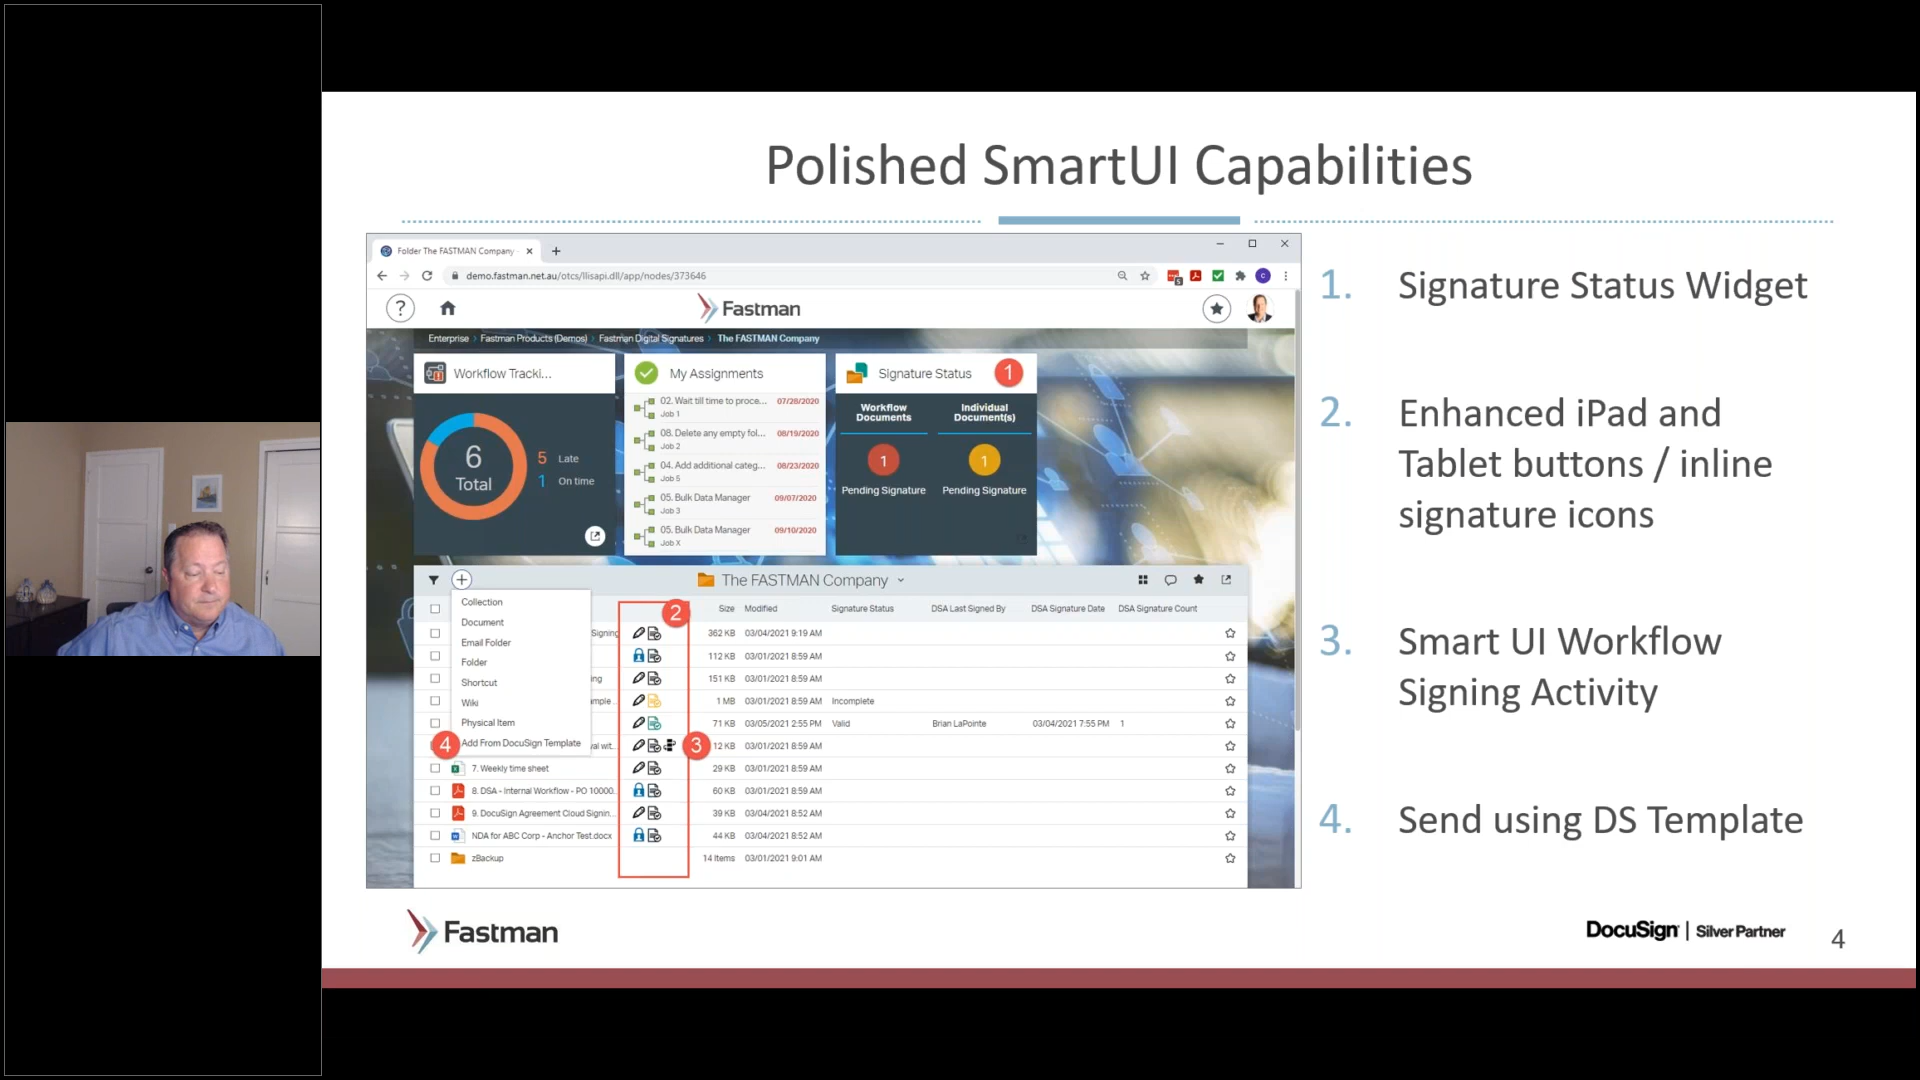 Polished SmartUI Capabilities
Folder The FASTMAN Company
demo.fastman.net.au/otcs/llisapi.dll/app/nodes/373646
Fastman
Enterprise › Fastman Products (Demos) › Fastman Digital Signatures › The FASTMAN Company
Workflow Tracki...
6
Total
5 Late
1 On time
My Assignments
02. Wait till time to proce... 07/28/2020
Job 1
08. Delete any empty fol... 08/19/2020
Job 2
04. Add additional categ... 08/23/2020
Job 5
05. Bulk Data Manager 09/07/2020
Job 3
05. Bulk Data Manager 09/10/2020
Job X
Signature Status 1
Workflow Documents
Individual Document(s)
1
1
Pending Signature
Pending Signature
The FASTMAN Company
Collection
Document
Email Folder
Folder
Shortcut
Wiki
Physical Item
4 Add From DocuSign Template
2
3
Size Modified Signature Status DSA Last Signed By DSA Signature Date DSA Signature Count
Signing 362 KB 03/04/2021 9:19 AM
112 KB 03/01/2021 8:59 AM
ing 151 KB 03/01/2021 8:59 AM
mple... 1 MB 03/01/2021 8:59 AM Incomplete
71 KB 03/05/2021 2:55 PM Valid Brian LaPointe 03/04/2021 7:55 PM 1
al wit... 12 KB 03/01/2021 8:59 AM
7. Weekly time sheet 29 KB 03/01/2021 8:59 AM
8. DSA - Internal Workflow - PO 10000... 60 KB 03/01/2021 8:59 AM
9. DocuSign Agreement Cloud Signin... 39 KB 03/04/2021 8:52 AM
NDA for ABC Corp - Anchor Test.docx 44 KB 03/04/2021 8:52 AM
zBackup 14 Items 03/01/2021 9:01 AM
1. Signature Status Widget
2. Enhanced iPad and
Tablet buttons / inline
signature icons
3. Smart UI Workflow
Signing Activity
4. Send using DS Template
Fastman
DocuSign | Silver Partner
4